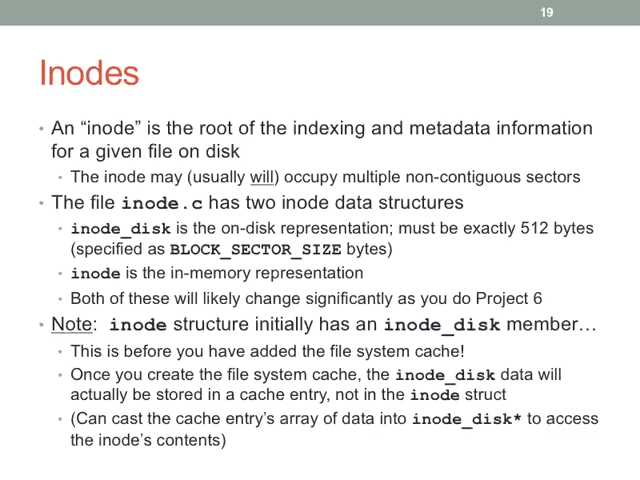 19
Inodes
• An “inode” is the root of the indexing and metadata information
for a given file on disk
• The inode may (usually will) occupy multiple non-contiguous sectors
• The file inode.c has two inode data structures
• inode_disk is the on-disk representation; must be exactly 512 bytes
(specified as BLOCK_SECTOR_SIZE bytes)
• inode is the in-memory representation
• Both of these will likely change significantly as you do Project 6
• Note: inode structure initially has an inode_disk member…
• This is before you have added the file system cache!
• Once you create the file system cache, the inode_disk data will
actually be stored in a cache entry, not in the inode struct
• (Can cast the cache entry’s array of data into inode_disk* to access
the inode’s contents)